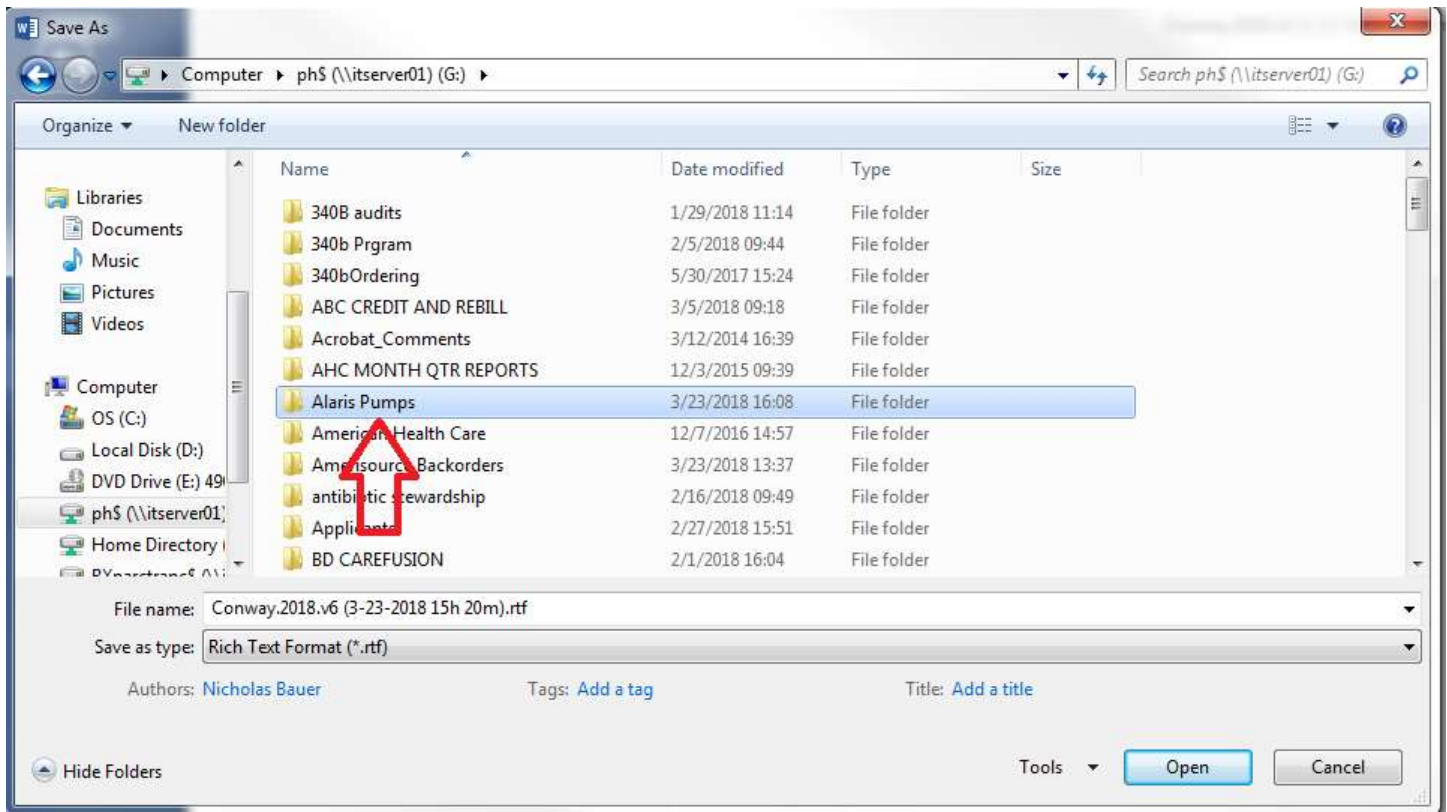 Save As
Computer ▸ ph$ (\\itserver01) (G:) ▸
Search ph$ (\\itserver01) (G:)
Organize New folder
Name Date modified Type Size
Libraries
Documents
Music
Pictures
Videos
Computer
OS (C:)
Local Disk (D:)
DVD Drive (E:) 490
ph$ (\\itserver01)
Home Directory (
340B audits 1/29/2018 11:14 File folder
340b Prgram 2/5/2018 09:44 File folder
340bOrdering 5/30/2017 15:24 File folder
ABC CREDIT AND REBILL 3/5/2018 09:18 File folder
Acrobat_Comments 3/12/2014 16:39 File folder
AHC MONTH QTR REPORTS 12/3/2015 09:39 File folder
Alaris Pumps 3/23/2018 16:08 File folder
American Health Care 12/7/2016 14:57 File folder
Amerisource Backorders 3/23/2018 13:37 File folder
antibiotic stewardship 2/16/2018 09:49 File folder
Applicants 2/27/2018 15:51 File folder
BD CAREFUSION 2/1/2018 16:04 File folder
File name: Conway.2018.v6 (3-23-2018 15h 20m).rtf
Save as type: Rich Text Format (*.rtf)
Authors: Nicholas Bauer Tags: Add a tag Title: Add a title
Hide Folders Tools Open Cancel